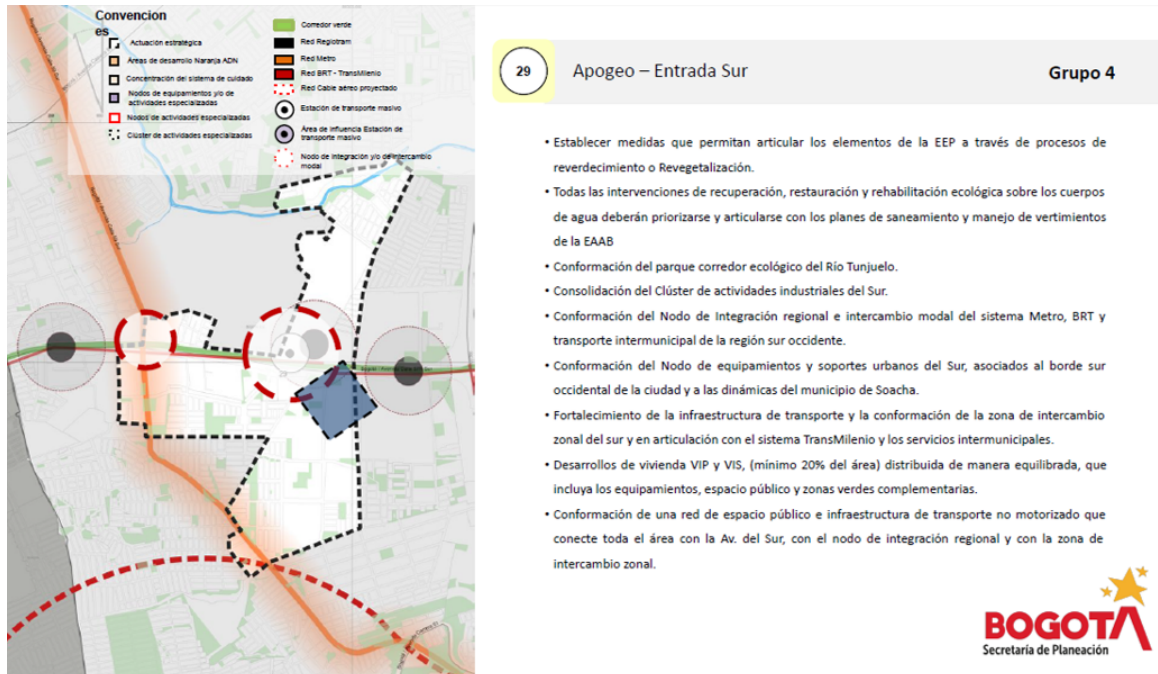 Convencion
es
Actuación estratégica
Áreas de desarrollo Naranja ADN
Concentración del sistema de cuidado
Nodos de equipamientos y/o de
actividades especializadas
Nodos de actividades especializadas
Clúster de actividades especializadas
Corredor verde
Red Regiotram
Red Metro
Red BRT - TransMilenio
Red Cable aéreo proyectado
Estación de transporte masivo
Área de influencia Estación de
transporte masivo
Nodo de integración y/o de intercambio
modal
29
Apogeo – Entrada Sur
Grupo 4
• Establecer medidas que permitan articular los elementos de la EEP a través de procesos de
reverdecimiento o Revegetalización.
• Todas las intervenciones de recuperación, restauración y rehabilitación ecológica sobre los cuerpos
de agua deberán priorizarse y articularse con los planes de saneamiento y manejo de vertimientos
de la EAAB
• Conformación del parque corredor ecológico del Río Tunjuelo.
• Consolidación del Clúster de actividades industriales del Sur.
• Conformación del Nodo de Integración regional e intercambio modal del sistema Metro, BRT y
transporte intermunicipal de la región sur occidente.
• Conformación del Nodo de equipamientos y soportes urbanos del Sur, asociados al borde sur
occidental de la ciudad y a las dinámicas del municipio de Soacha.
• Fortalecimiento de la infraestructura de transporte y la conformación de la zona de intercambio
zonal del sur y en articulación con el sistema TransMilenio y los servicios intermunicipales.
• Desarrollos de vivienda VIP y VIS, (mínimo 20% del área) distribuida de manera equilibrada, que
incluya los equipamientos, espacio público y zonas verdes complementarias.
• Conformación de una red de espacio público e infraestructura de transporte no motorizado que
conecte toda el área con la Av. del Sur, con el nodo de integración regional y con la zona de
intercambio zonal.
BOGOTÁ
Secretaría de Planeación